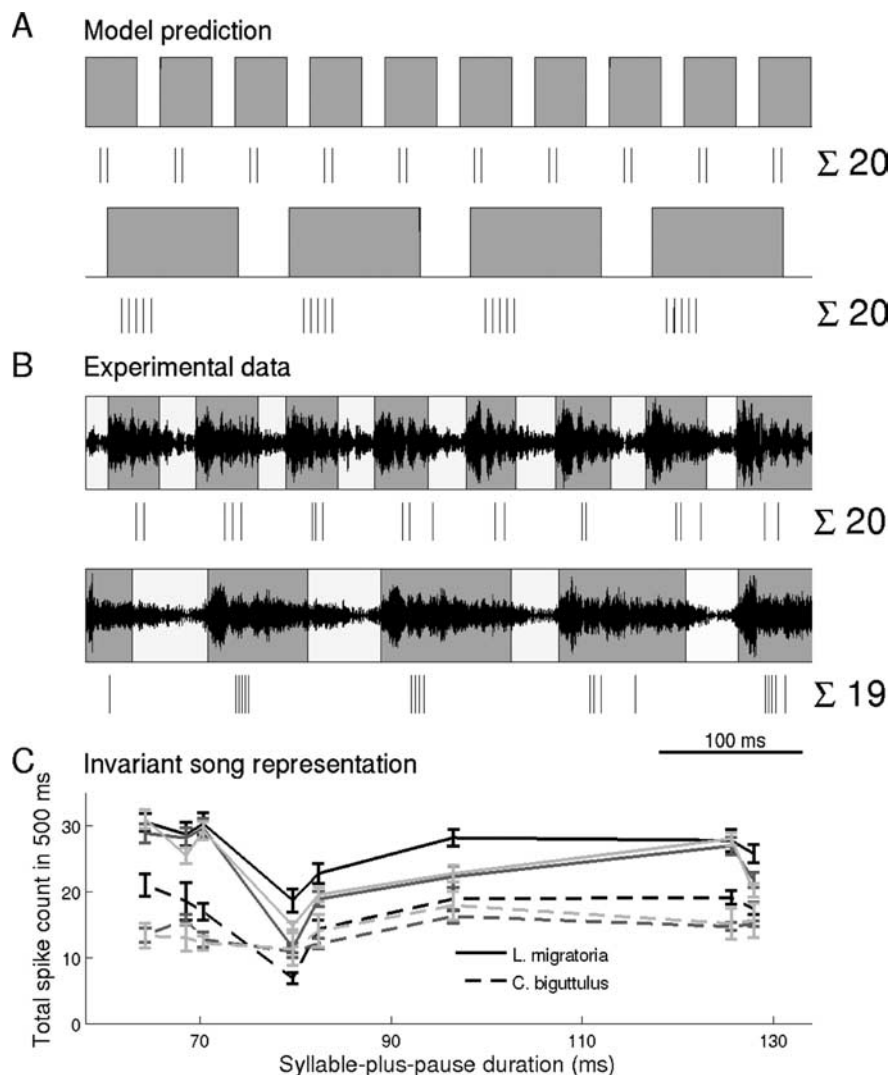 A
Model prediction
Σ 20
Σ 20
B
Experimental data
Σ 20
Σ 19
100 ms
C
Invariant song representation
Total spike count in 500 ms
30
20
10
0
L. migratoria
C. biguttulus
70
90
110
130
Syllable-plus-pause duration (ms)